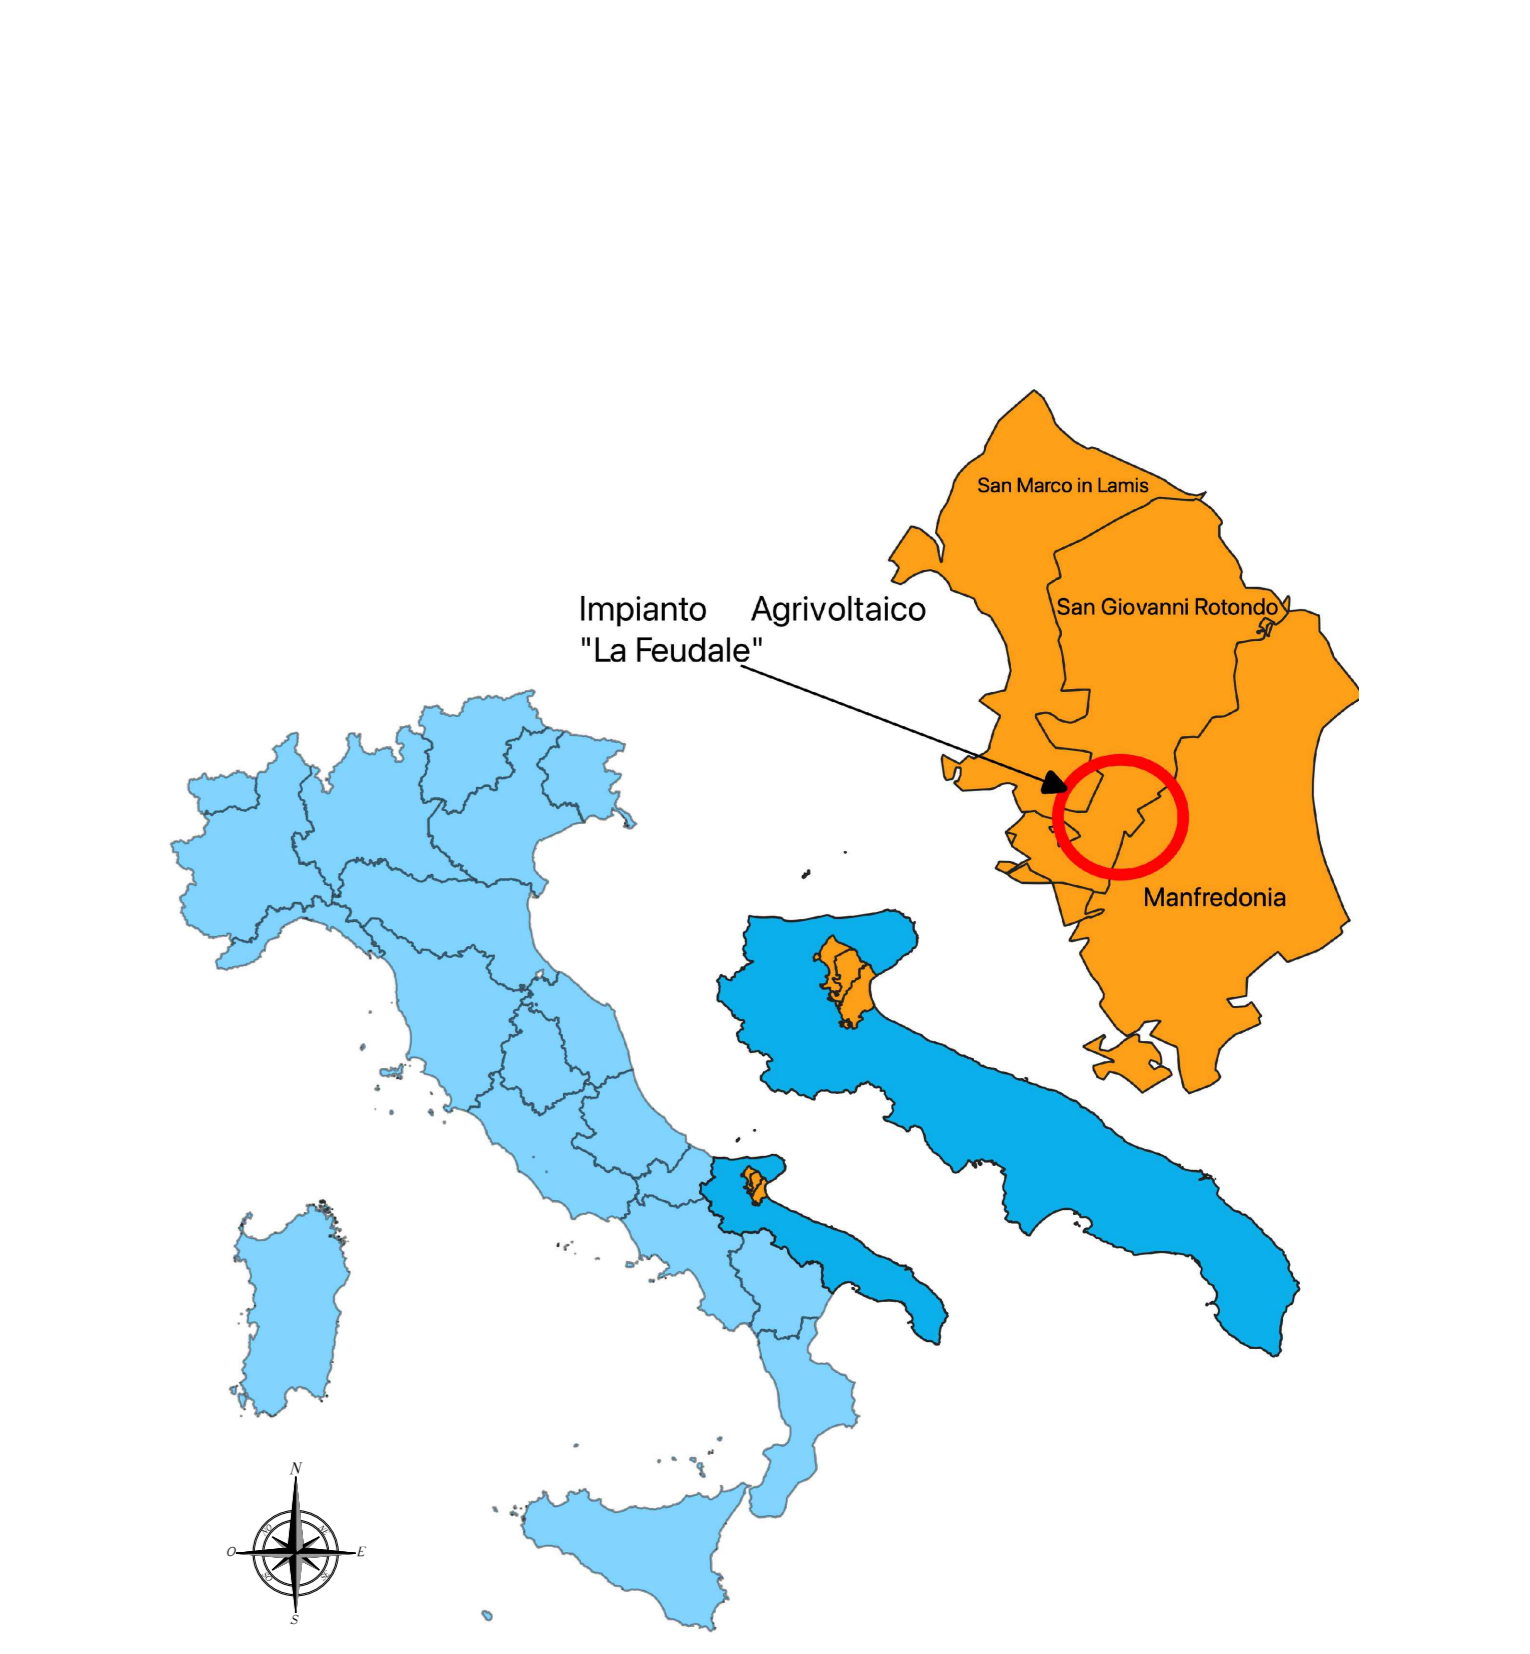 San Marco in Lamis
San Giovanni Rotondo
Impianto Agrivoltaico
"La Feudale"
Manfredonia
N
O
E
S